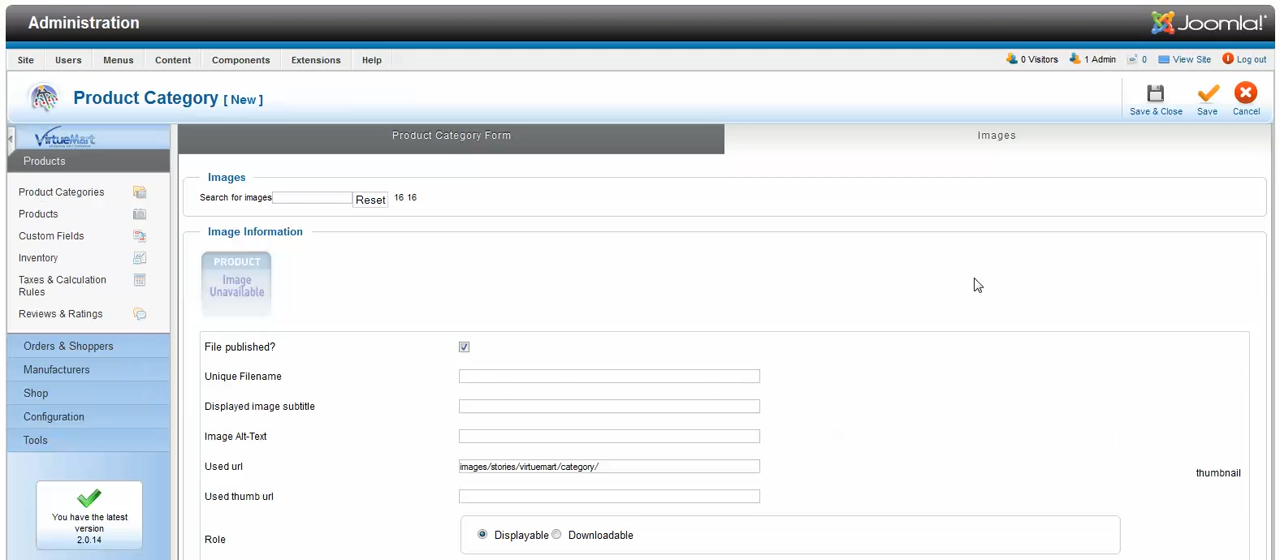 Administration
Joomla!
Site Users Menus Content Components Extensions Help
0 Visitors 1 Admin 0 View Site Log out
Product Category [ New ]
Save & Close Save Cancel
VirtueMart
Products
Product Categories
Products
Custom Fields
Inventory
Taxes & Calculation
Rules
Reviews & Ratings
Orders & Shoppers
Manufacturers
Shop
Configuration
Tools
You have the latest
version
2.0.14
Product Category Form Images
Images
Search for images Reset 16 16
Image Information
PRODUCT
Image
Unavailable
File published?
Unique Filename
Displayed image subtitle
Image Alt-Text
Used url images/stories/virtuemart/category/
thumbnail
Used thumb url
Role Displayable Downloadable